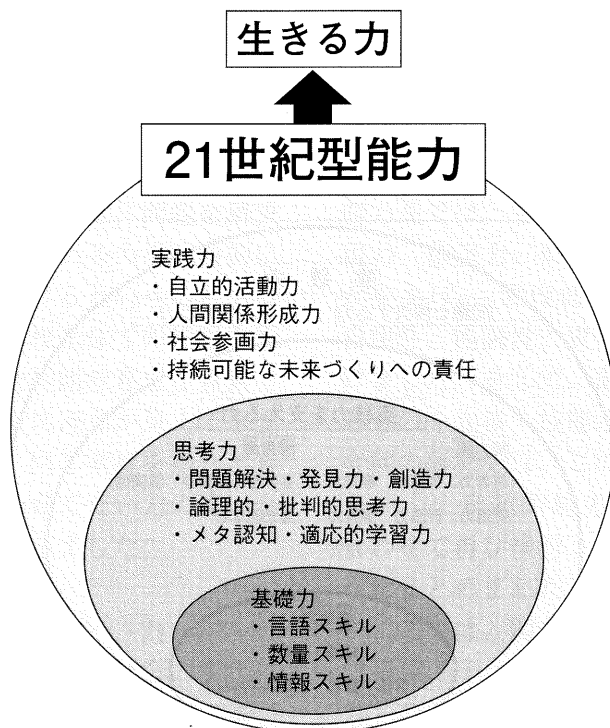 生きる力
21世紀型能力
実践力
・自立的活動力
・人間関係形成力
・社会参画力
・持続可能な未来づくりへの責任
思考力
・問題解決・発見力・創造力
・論理的・批判的思考力
・メタ認知・適応的学習力
基礎力
・言語スキル
・数量スキル
・情報スキル